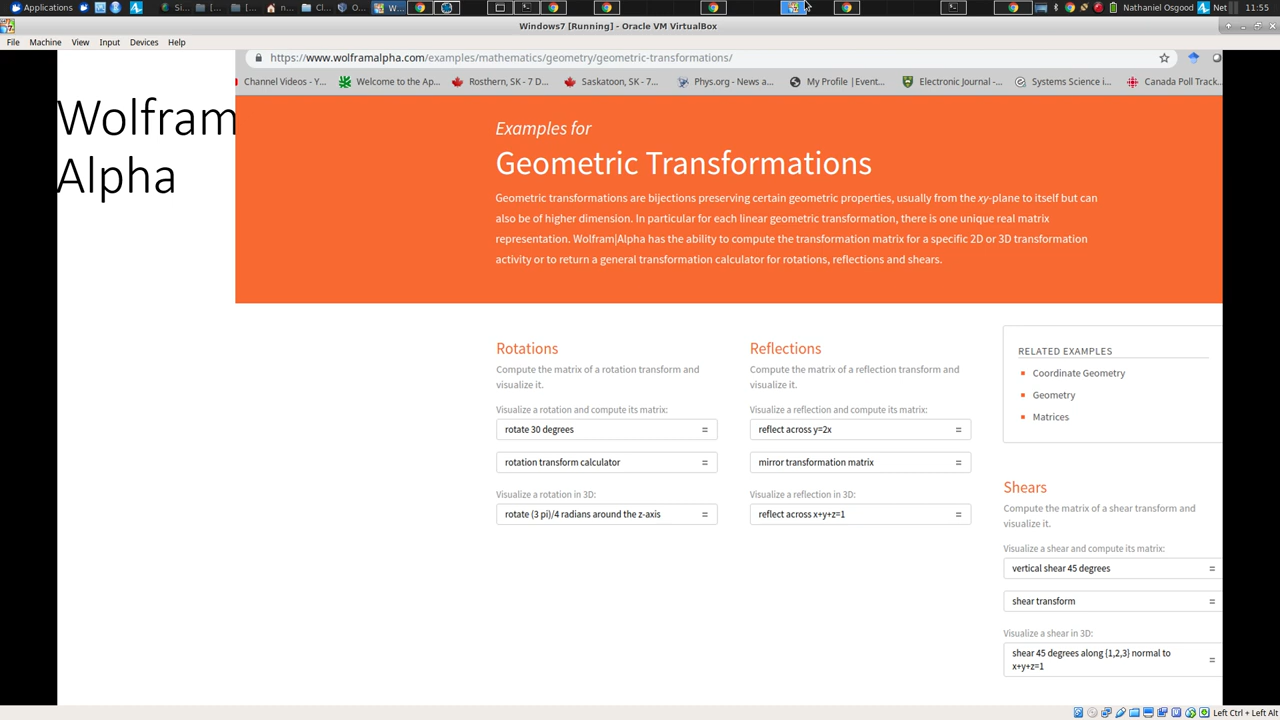 Applications
Si...
[...
[...
Cl...
W...
Nathaniel Osgood
Net
11:55
Windows7 [Running] - Oracle VM VirtualBox
File Machine View Input Devices Help
https://www.wolframalpha.com/examples/mathematics/geometry/geometric-transformations/
Channel Videos - Y... Welcome to the Ap... Rosthern, SK - 7 D... Saskatoon, SK - 7... Phys.org - News a... My Profile |Event... Electronic Journal -... Systems Science i... Canada Poll Track...
Wolfram
Alpha
Examples for
Geometric Transformations
Geometric transformations are bijections preserving certain geometric properties, usually from the xy-plane to itself but can
also be of higher dimension. In particular for each linear geometric transformation, there is one unique real matrix
representation. Wolfram|Alpha has the ability to compute the transformation matrix for a specific 2D or 3D transformation
activity or to return a general transformation calculator for rotations, reflections and shears.
Rotations
Compute the matrix of a rotation transform and
visualize it.
Visualize a rotation and compute its matrix:
rotate 30 degrees =
rotation transform calculator =
Visualize a rotation in 3D:
rotate (3 pi)/4 radians around the z-axis =
Reflections
Compute the matrix of a reflection transform and
visualize it.
Visualize a reflection and compute its matrix:
reflect across y=2x =
mirror transformation matrix =
Visualize a reflection in 3D:
reflect across x+y+z=1 =
RELATED EXAMPLES
Coordinate Geometry
Geometry
Matrices
Shears
Compute the matrix of a shear transform and
visualize it.
Visualize a shear and compute its matrix:
vertical shear 45 degrees =
shear transform =
Visualize a shear in 3D:
shear 45 degrees along {1,2,3} normal to
x+y+z=1 =
Left Ctrl + Left Alt